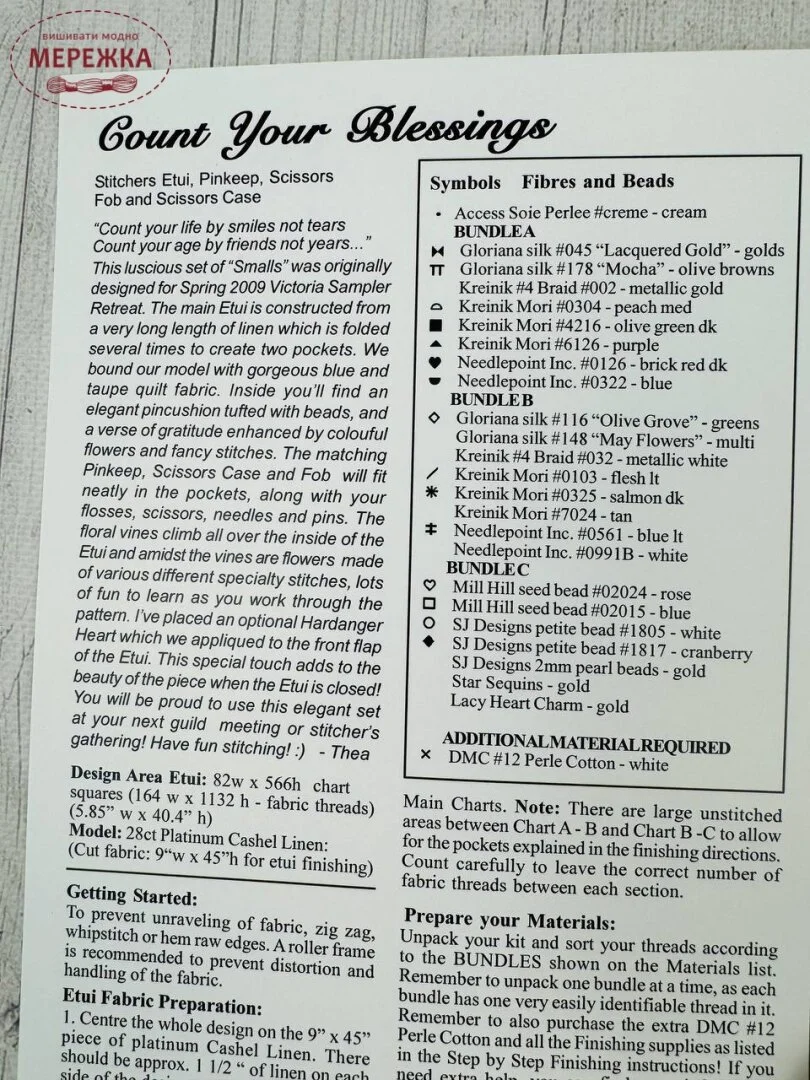 вишивати модно
МЕРЕЖКА
Count Your Blessings
Stitchers Etui, Pinkeep, Scissors
Fob and Scissors Case
“Count your life by smiles not tears
Count your age by friends not years...”
This luscious set of “Smalls” was originally
designed for Spring 2009 Victoria Sampler
Retreat. The main Etui is constructed from
a very long length of linen which is folded
several times to create two pockets. We
bound our model with gorgeous blue and
taupe quilt fabric. Inside you’ll find an
elegant pincushion tufted with beads, and
a verse of gratitude enhanced by colouful
flowers and fancy stitches. The matching
Pinkeep, Scissors Case and Fob will fit
neatly in the pockets, along with your
flosses, scissors, needles and pins. The
floral vines climb all over the inside of the
Etui and amidst the vines are flowers made
of various different specialty stitches, lots
of fun to learn as you work through the
pattern. I’ve placed an optional Hardanger
Heart which we appliqued to the front flap
of the Etui. This special touch adds to the
beauty of the piece when the Etui is closed!
You will be proud to use this elegant set
at your next guild meeting or stitcher’s
gathering! Have fun stitching! :) - Thea
Design Area Etui: 82w x 566h chart
squares (164 w x 1132 h - fabric threads)
(5.85” w x 40.4” h)
Model: 28ct Platinum Cashel Linen:
(Cut fabric: 9“w x 45”h for etui finishing)
Getting Started:
To prevent unraveling of fabric, zig zag,
whipstitch or hem raw edges. A roller frame
is recommended to prevent distortion and
handling of the fabric.
Etui Fabric Preparation:
1. Centre the whole design on the 9” x 45”
piece of platinum Cashel Linen. There
should be approx. 1 1/2 “ of linen on each
side of the
Symbols Fibres and Beads
• Access Soie Perlee #creme - cream
BUNDLE A
Gloriana silk #045 “Lacquered Gold” - golds
Gloriana silk #178 “Mocha” - olive browns
Kreinik #4 Braid #002 - metallic gold
Kreinik Mori #0304 - peach med
■ Kreinik Mori #4216 - olive green dk
▲ Kreinik Mori #6126 - purple
♥ Needlepoint Inc. #0126 - brick red dk
Needlepoint Inc. #0322 - blue
BUNDLE B
◇ Gloriana silk #116 “Olive Grove” - greens
Gloriana silk #148 “May Flowers” - multi
Kreinik #4 Braid #032 - metallic white
/ Kreinik Mori #0103 - flesh lt
✳ Kreinik Mori #0325 - salmon dk
Kreinik Mori #7024 - tan
‡ Needlepoint Inc. #0561 - blue lt
Needlepoint Inc. #0991B - white
BUNDLE C
♡ Mill Hill seed bead #02024 - rose
□ Mill Hill seed bead #02015 - blue
○ SJ Designs petite bead #1805 - white
◆ SJ Designs petite bead #1817 - cranberry
SJ Designs 2mm pearl beads - gold
Star Sequins - gold
Lacy Heart Charm - gold
ADDITIONAL MATERIAL REQUIRED
× DMC #12 Perle Cotton - white
Main Charts. Note: There are large unstitched
areas between Chart A - B and Chart B -C to allow
for the pockets explained in the finishing directions.
Count carefully to leave the correct number of
fabric threads between each section.
Prepare your Materials:
Unpack your kit and sort your threads according
to the BUNDLES shown on the Materials list.
Remember to unpack one bundle at a time, as each
bundle has one very easily identifiable thread in it.
Remember to also purchase the extra DMC #12
Perle Cotton and all the Finishing supplies as listed
in the Step by Step Finishing instructions! If you
need extra help, you